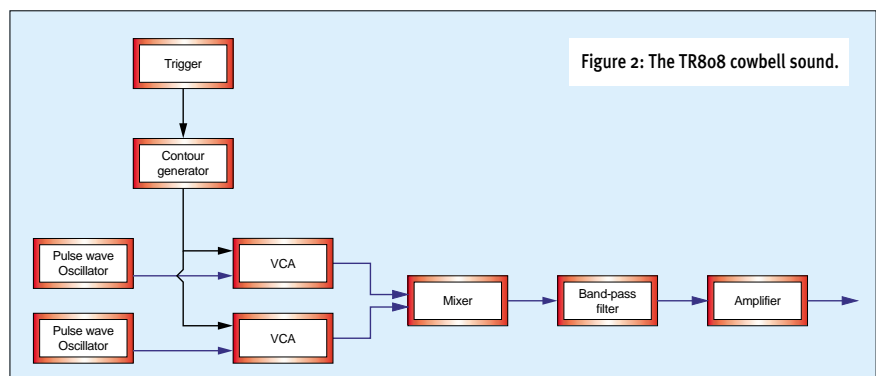 Figure 2: The TR808 cowbell sound.
Trigger
Contour
generator
Pulse wave
Oscillator
VCA
Mixer
Band-pass
filter
Amplifier
Pulse wave
Oscillator
VCA